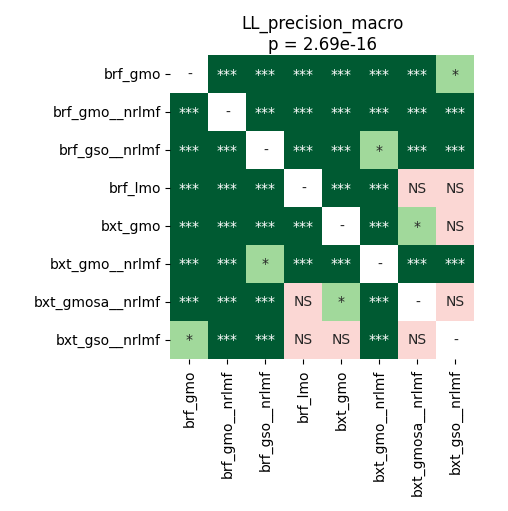 LL_precision_macro
p = 2.69e-16
brf_gmo - *** *** *** *** *** *** *
brf_gmo__nrlmf *** - *** *** *** *** *** ***
brf_gso__nrlmf *** *** - *** *** * *** ***
brf_lmo *** *** *** - *** *** NS NS
bxt_gmo *** *** *** *** - *** * NS
bxt_gmo__nrlmf *** *** * *** *** - *** ***
bxt_gmosa__nrlmf *** *** *** NS * *** - NS
bxt_gso__nrlmf * *** *** NS NS *** NS -
brf_gmo
brf_gmo__nrlmf
brf_gso__nrlmf
brf_lmo
bxt_gmo
bxt_gmo__nrlmf
bxt_gmosa__nrlmf
bxt_gso__nrlmf